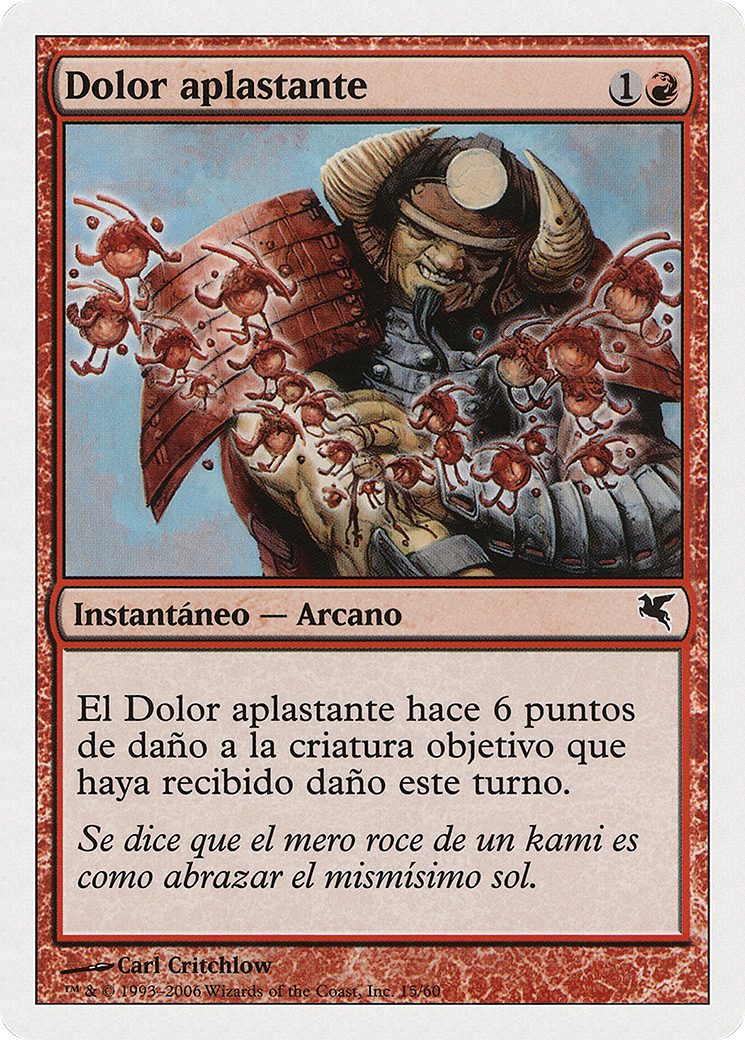 Dolor aplastante
1
Instantáneo — Arcano
El Dolor aplastante hace 6 puntos
de daño a la criatura objetivo que
haya recibido daño este turno.
Se dice que el mero roce de un kami es
como abrazar el mismísimo sol.
Carl Critchlow
™ & © 1993–2006 Wizards of the Coast, Inc. 15/60